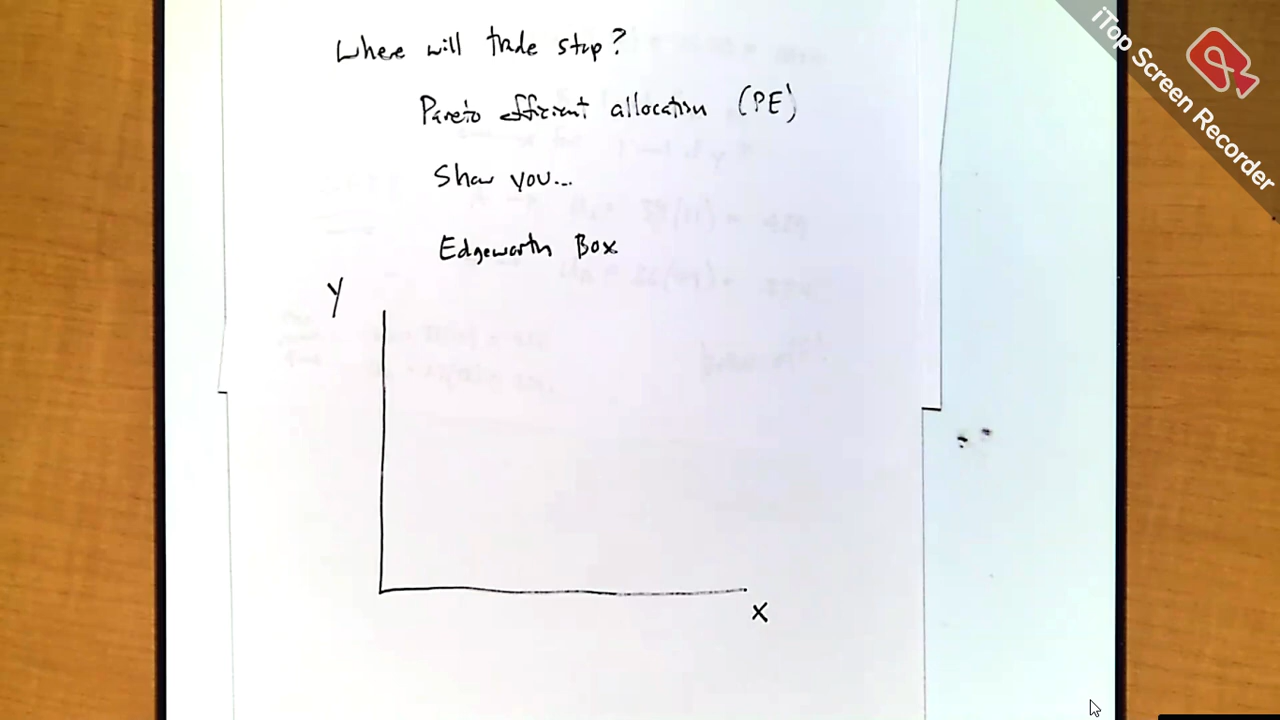 Where will trade stop?
Pareto efficient allocation (PE)
Show you...
Edgeworth Box
Y
X
iTop Screen Recorder